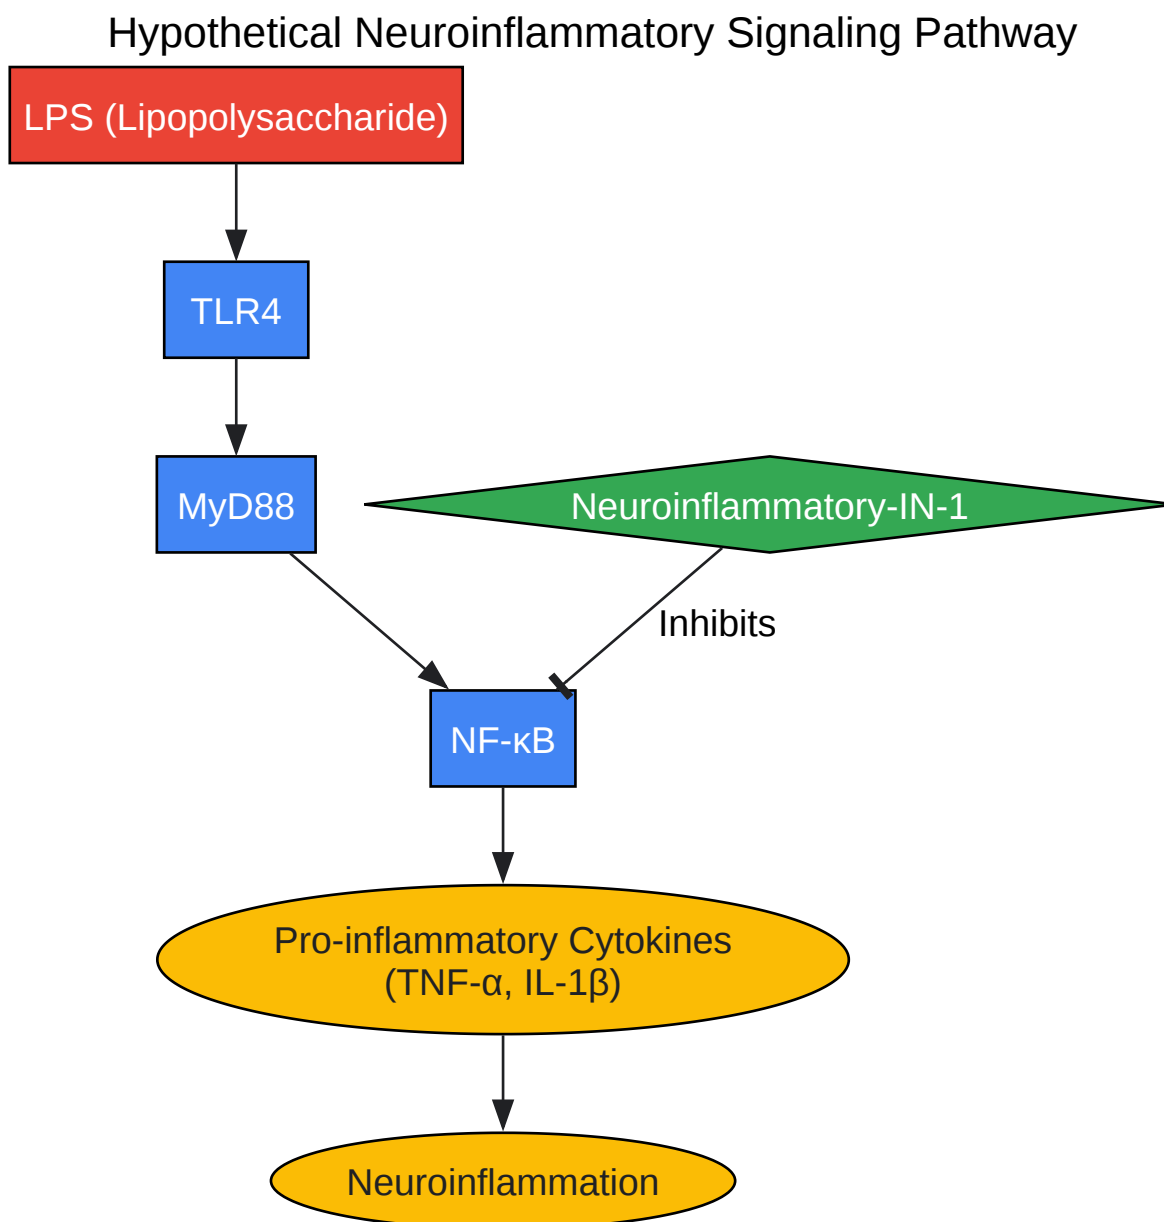 Hypothetical Neuroinflammatory Signaling Pathway
LPS (Lipopolysaccharide)
TLR4
MyD88
Neuroinflammatory-IN-1
Inhibits
NF-κB
Pro-inflammatory Cytokines
(TNF-α, IL-1β)
Neuroinflammation